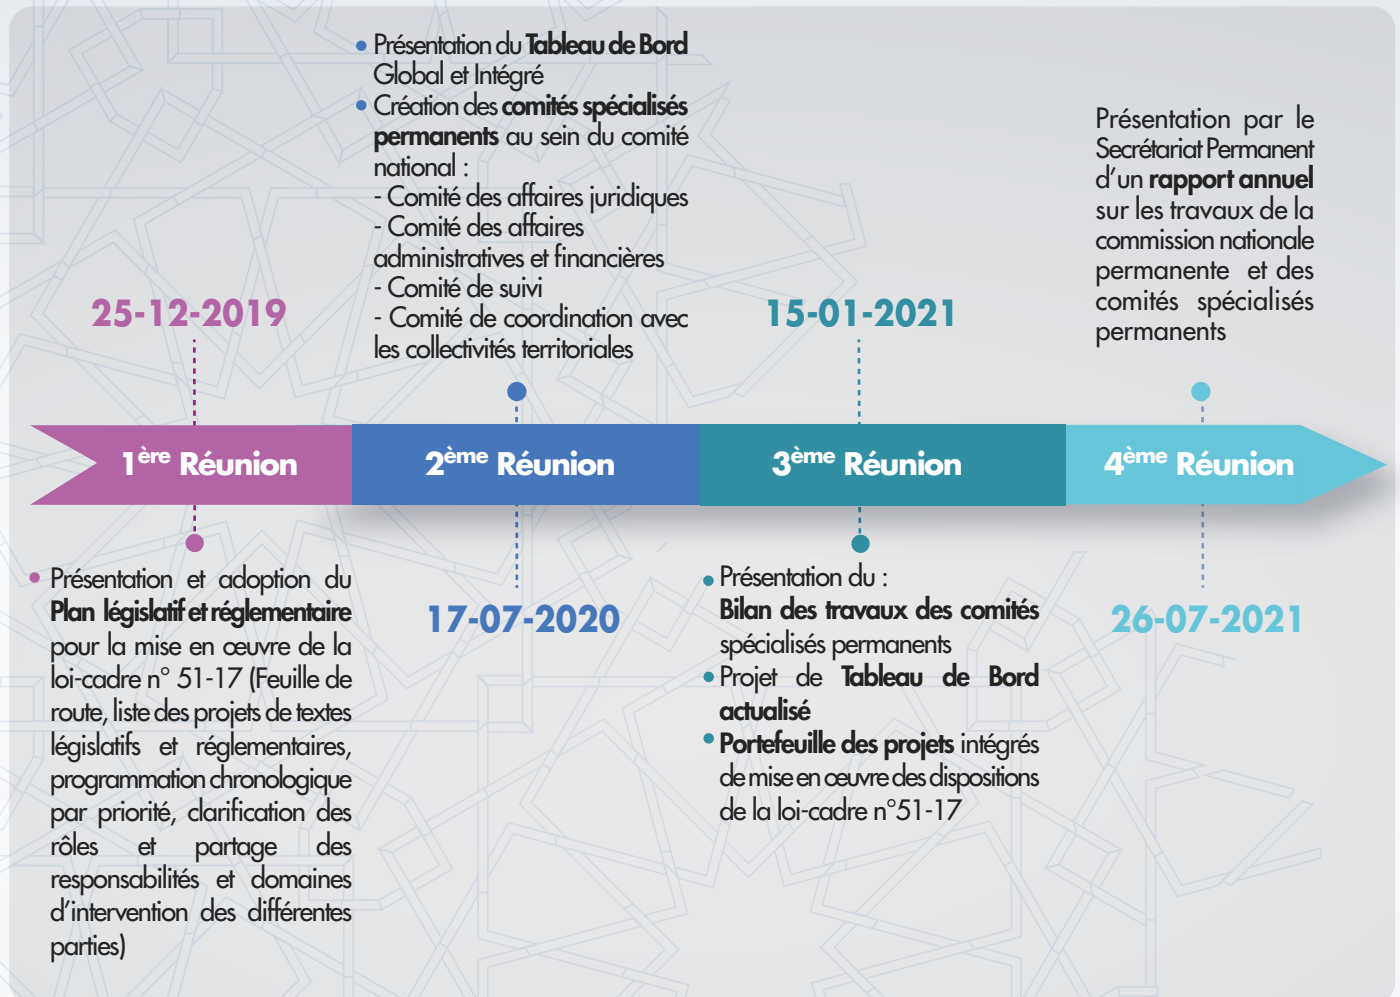 25-12-2019
1ère Réunion
• Présentation et adoption du
Plan législatif et réglementaire
pour la mise en œuvre de la
loi-cadre n° 51-17 (Feuille de
route, liste des projets de textes
législatifs et réglementaires,
programmation chronologique
par priorité, clarification des
rôles et partage des
responsabilités et domaines
d'intervention des différentes
parties)
• Présentation du Tableau de Bord
Global et Intégré
• Création des comités spécialisés
permanents au sein du comité
national :
- Comité des affaires juridiques
- Comité des affaires
administratives et financières
- Comité de suivi
- Comité de coordination avec
les collectivités territoriales
2ème Réunion
17-07-2020
15-01-2021
3ème Réunion
• Présentation du :
Bilan des travaux des comités
spécialisés permanents
• Projet de Tableau de Bord
actualisé
• Portefeuille des projets intégrés
de mise en œuvre des dispositions
de la loi-cadre n°51-17
Présentation par le
Secrétariat Permanent
d'un rapport annuel
sur les travaux de la
commission nationale
permanente et des
comités spécialisés
permanents
4ème Réunion
26-07-2021